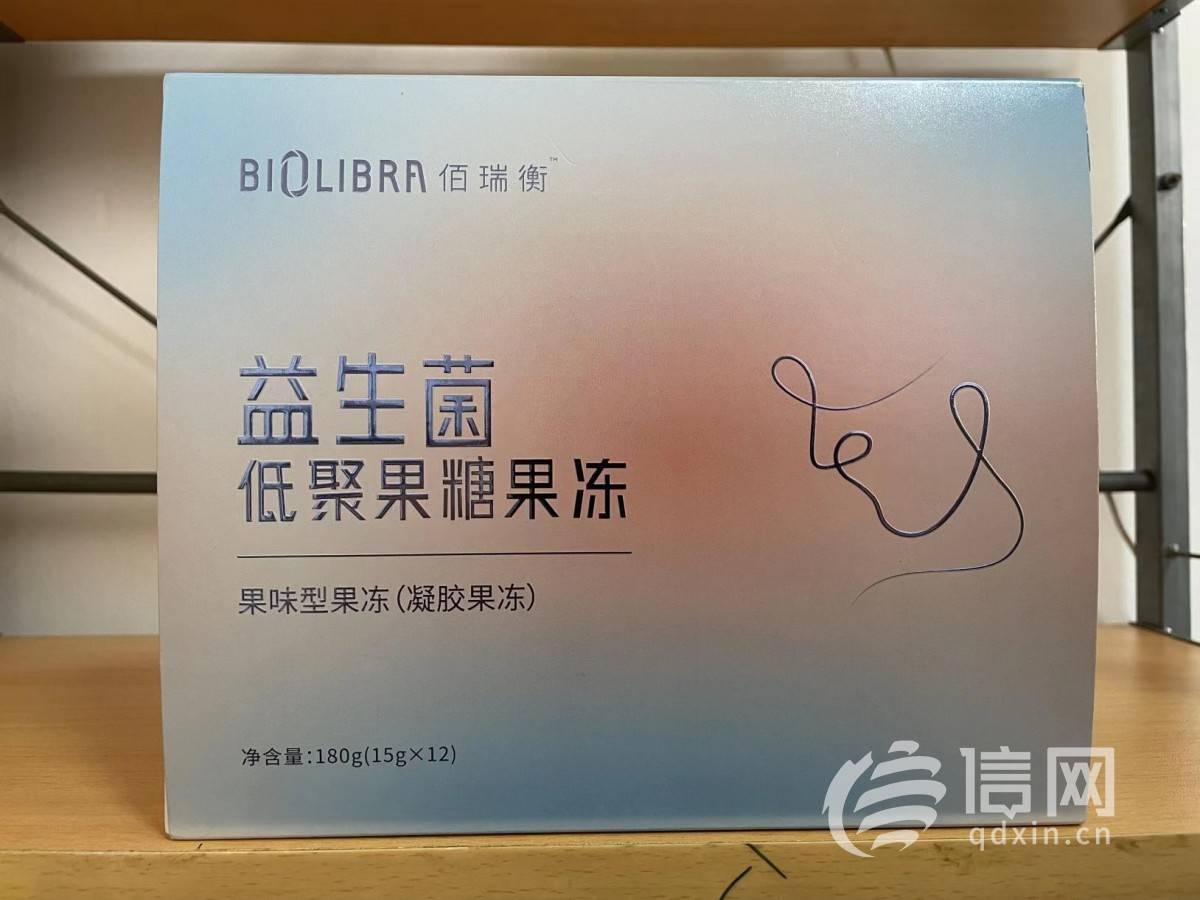 BIOLIBRA 佰瑞衡™
益生菌
低聚果糖果冻
果味型果冻(凝胶果冻)
净含量:180g(15g×12)
信网
qdxin.cn